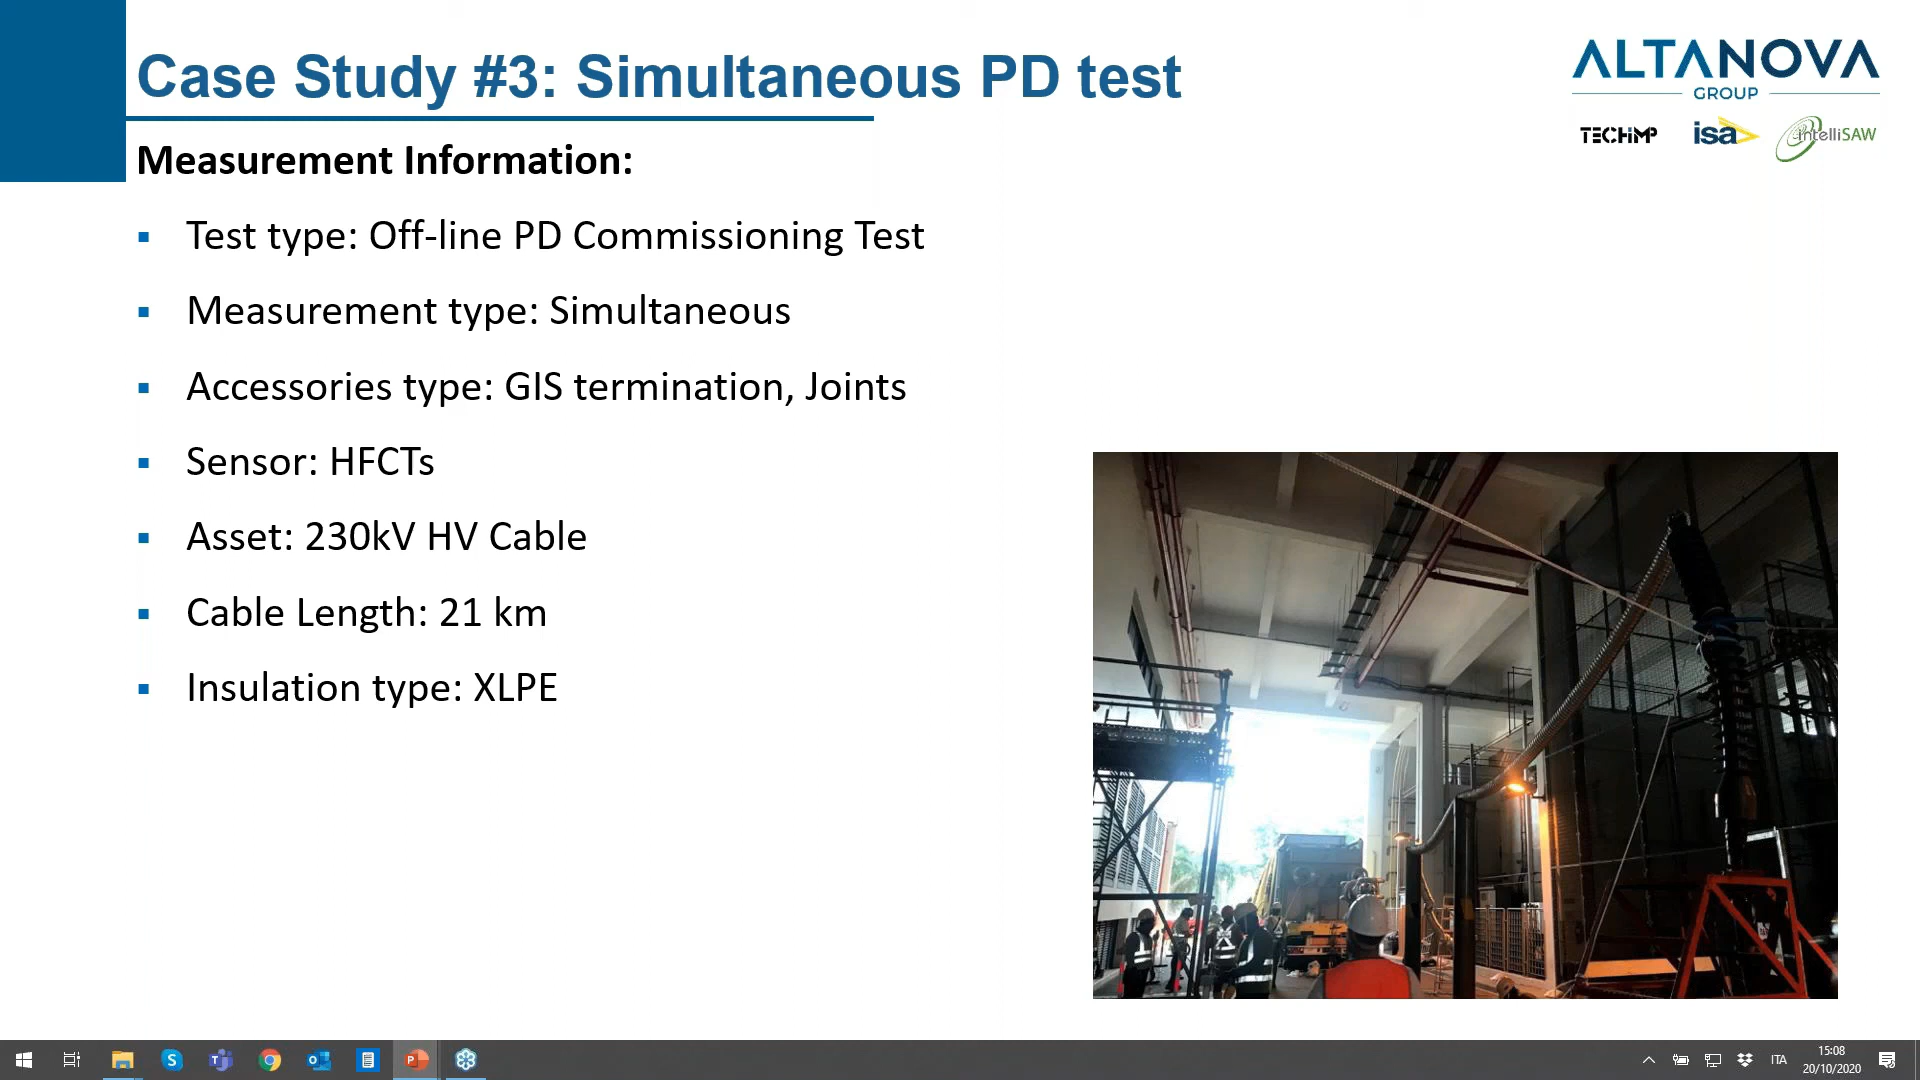 Case Study #3: Simultaneous PD test
ALTANOVA
GROUP
TECHIMP
isa
intelliSAW
Measurement Information:
Test type: Off-line PD Commissioning Test
Measurement type: Simultaneous
Accessories type: GIS termination, Joints
Sensor: HFCTs
Asset: 230kV HV Cable
Cable Length: 21 km
Insulation type: XLPE
ITA
15:08
20/10/2020